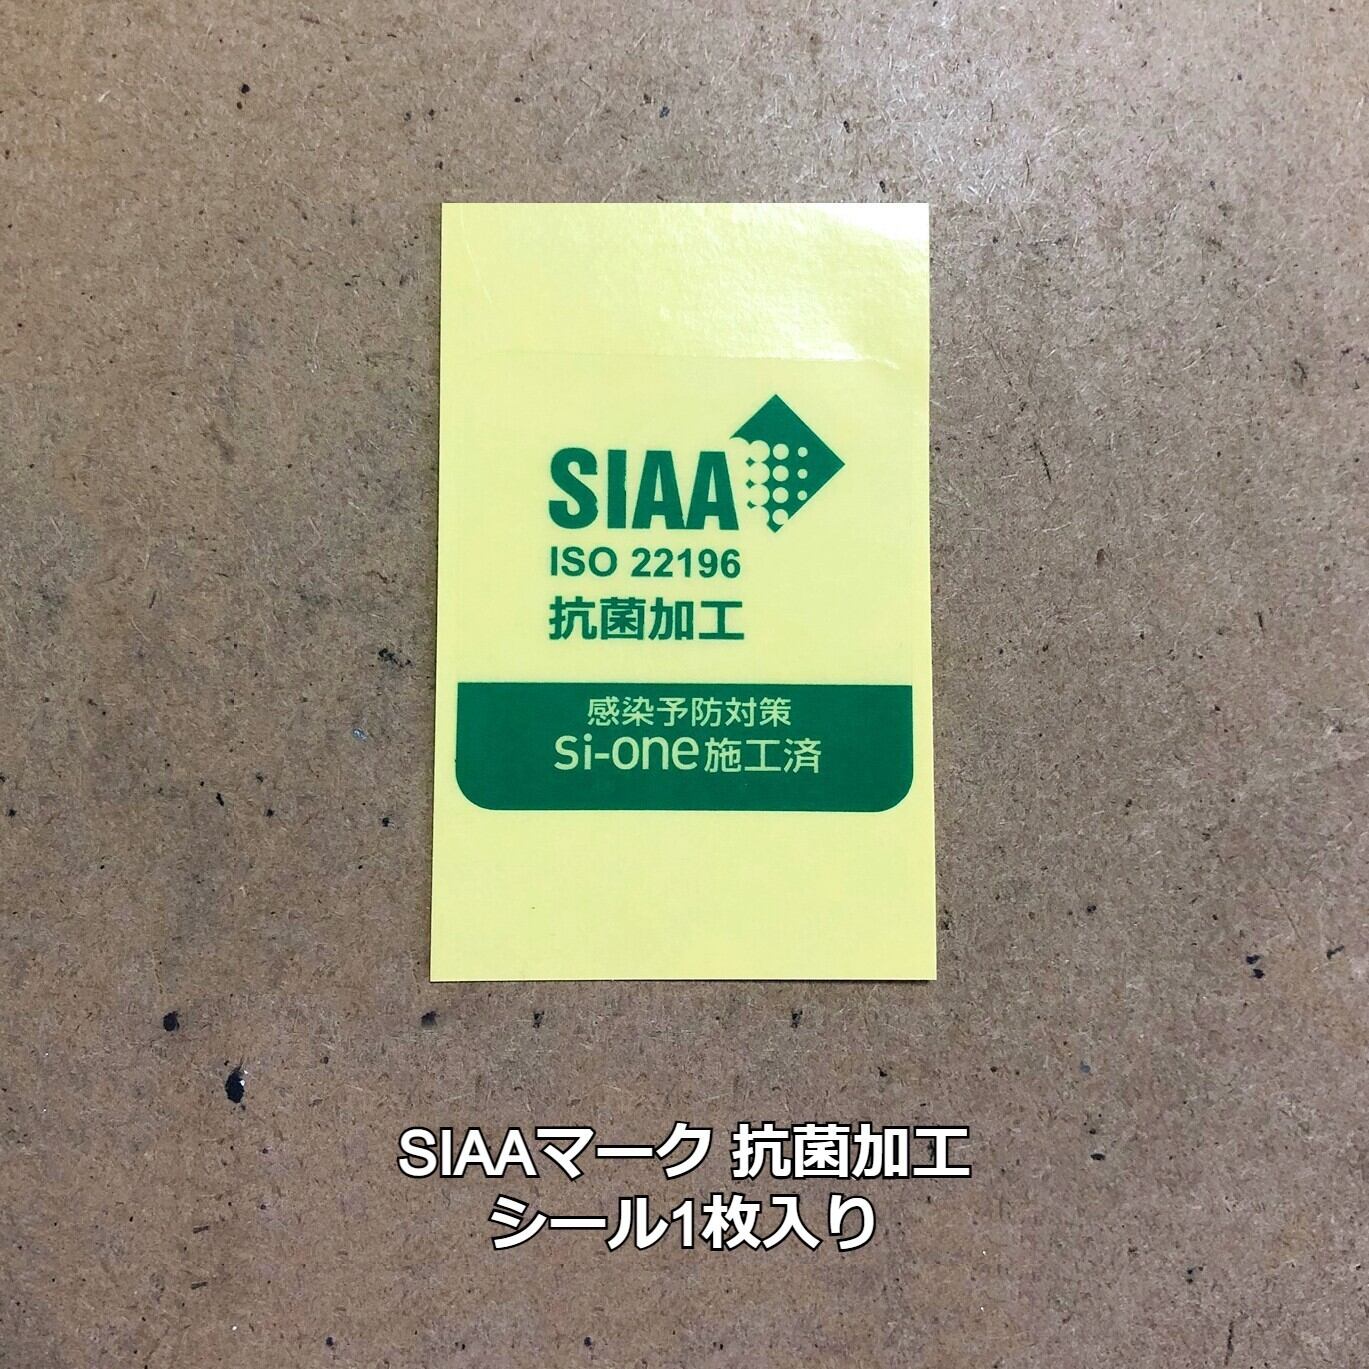 SIAA
ISO 22196
抗菌加工
感染予防対策
si-one施工済
SIAAマーク 抗菌加工
シール1枚入り